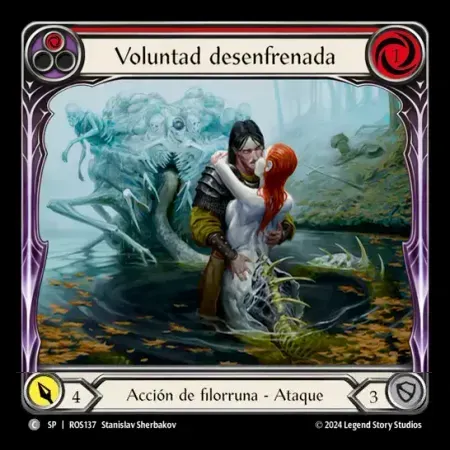 Voluntad desenfrenada
1
4
Acción de filorruna - Ataque
3
C SP | ROS137 Stanislav Sherbakov
© 2024 Legend Story Studios